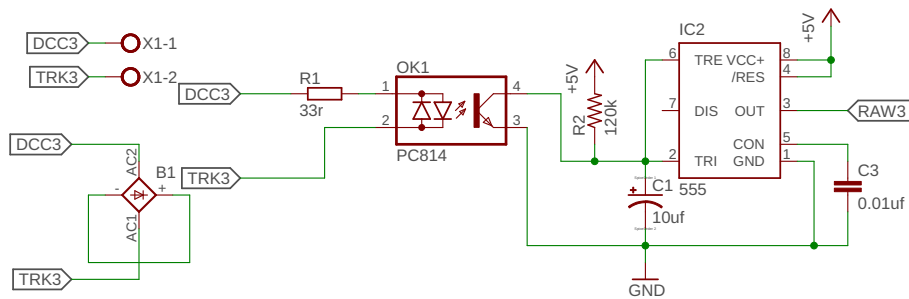 DCC3
X1-1
TRK3
X1-2
DCC3
R1
33r
OK1
1
2
4
3
PC814
TRK3
DCC3
AC2
B1
-
+
AC1
TRK3
+5V
R2
120k
IC2
6
TRE
VCC+
8
/RES
4
+5V
7
DIS
OUT
3
RAW3
CON
5
2
TRI
GND
1
555
+
C1
10uf
C3
0.01uf
GND